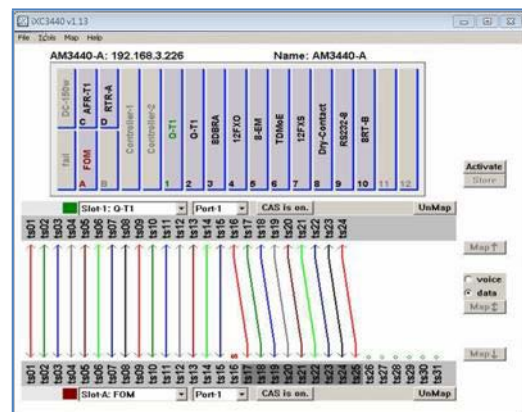 iXC3440 v1.13
File Tools Map Help
AM3440-A: 192.168.3.226 Name: AM3440-A
DC-150w
fail
AFR-T1
C
FOM
A
RTR-A
D
B
Controller-1
Controller-2
Q-T1
1
Q-T1
2
8DBRA
3
12FXO
4
8-EM
5
TDMoE
6
12FXS
7
Dry-Contact
8
RS232-8
9
BRT-B
10
11
12
Activate
Store
Slot-1: Q-T1 Port-1 CAS is on. UnMap
ts01 ts02 ts03 ts04 ts05 ts06 ts07 ts08 ts09 ts10 ts11 ts12 ts13 ts14 ts15 ts16 ts17 ts18 ts19 ts20 ts21 ts22 ts23 ts24
Map↑
voice
data
Map↕
Map↓
S
ts01 ts02 ts03 ts04 ts05 ts06 ts07 ts08 ts09 ts10 ts11 ts12 ts13 ts14 ts15 ts16 ts17 ts18 ts19 ts20 ts21 ts22 ts23 ts24 ts25 ts26 ts27 ts28 ts29 ts30 ts31
Slot-A: FOM Port-1 CAS is on. UnMap